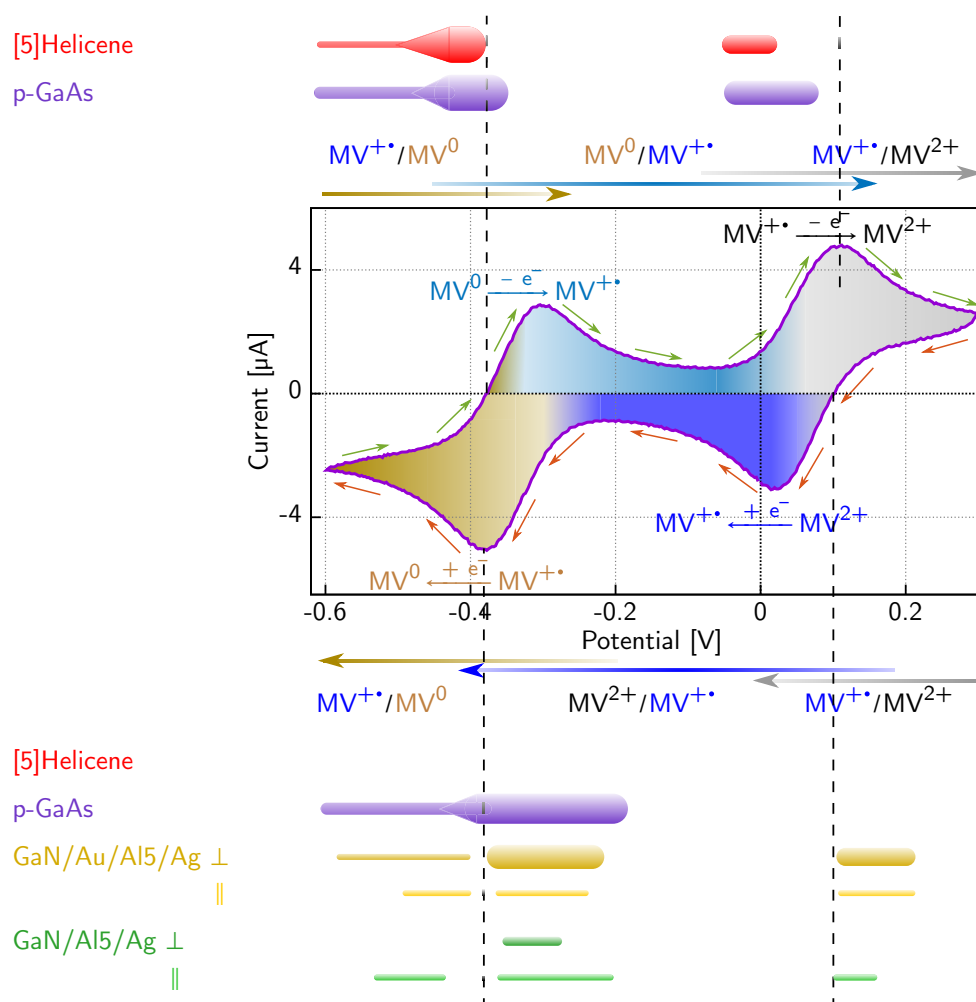 [5]Helicene
p-GaAs
MV⁺•/MV⁰ MV⁰/MV⁺• MV⁺•/MV²⁺
MV⁺• − e⁻ MV²⁺
4
MV⁰ − e⁻ MV⁺•
0
Current [µA]
-4
MV⁺• + e⁻ MV²⁺
MV⁰ + e⁻ MV⁺•
-0.6 -0.4 -0.2 0 0.2
Potential [V]
MV⁺•/MV⁰ MV²⁺/MV⁺• MV⁺•/MV²⁺
[5]Helicene
p-GaAs
GaN/Au/Al5/Ag ⊥
∥
GaN/Al5/Ag ⊥
∥